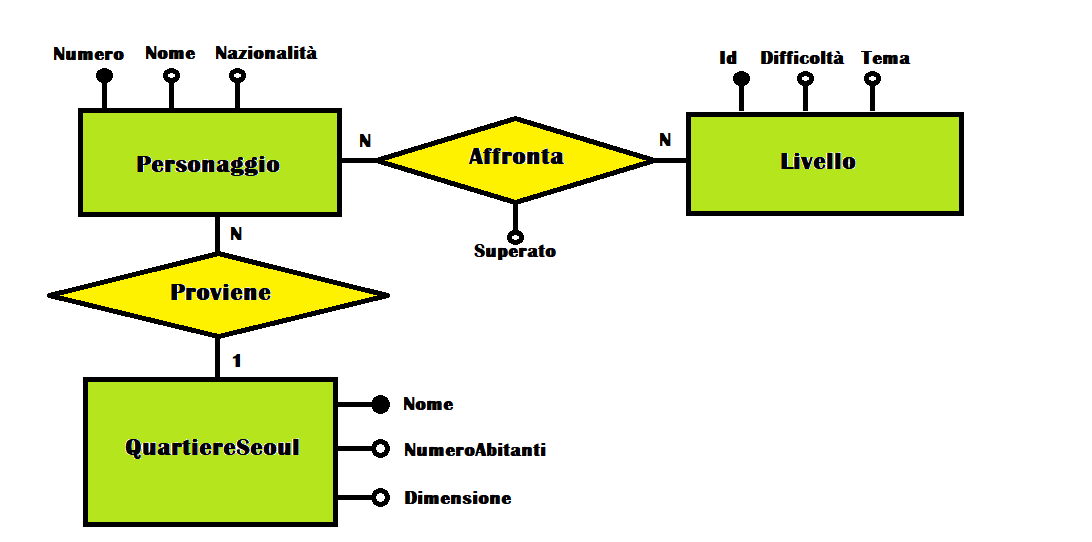 Numero Nome Nazionalità
Id Difficoltà Tema
Personaggio
N
Affronta
N
Livello
Superato
N
Proviene
1
QuartiereSeoul
Nome
NumeroAbitanti
Dimensione